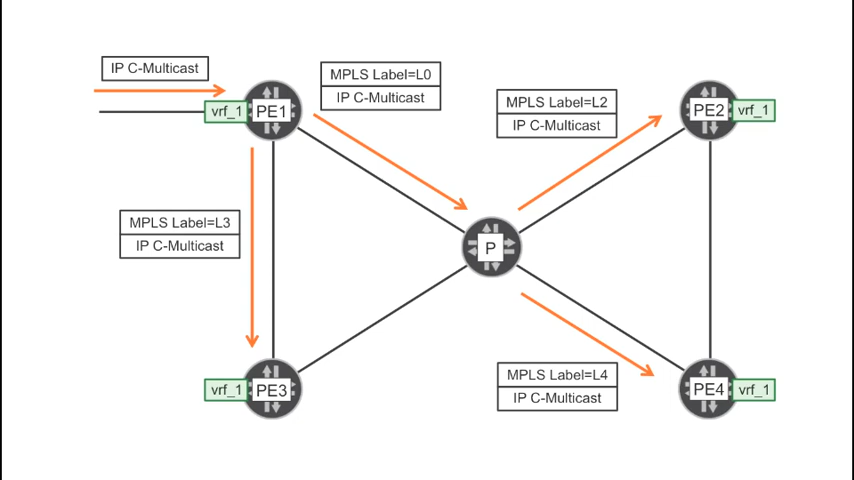 IP C-Multicast
MPLS Label=L0
IP C-Multicast
vrf_1
PE1
MPLS Label=L2
IP C-Multicast
PE2
vrf_1
MPLS Label=L3
IP C-Multicast
P
vrf_1
PE3
MPLS Label=L4
IP C-Multicast
PE4
vrf_1